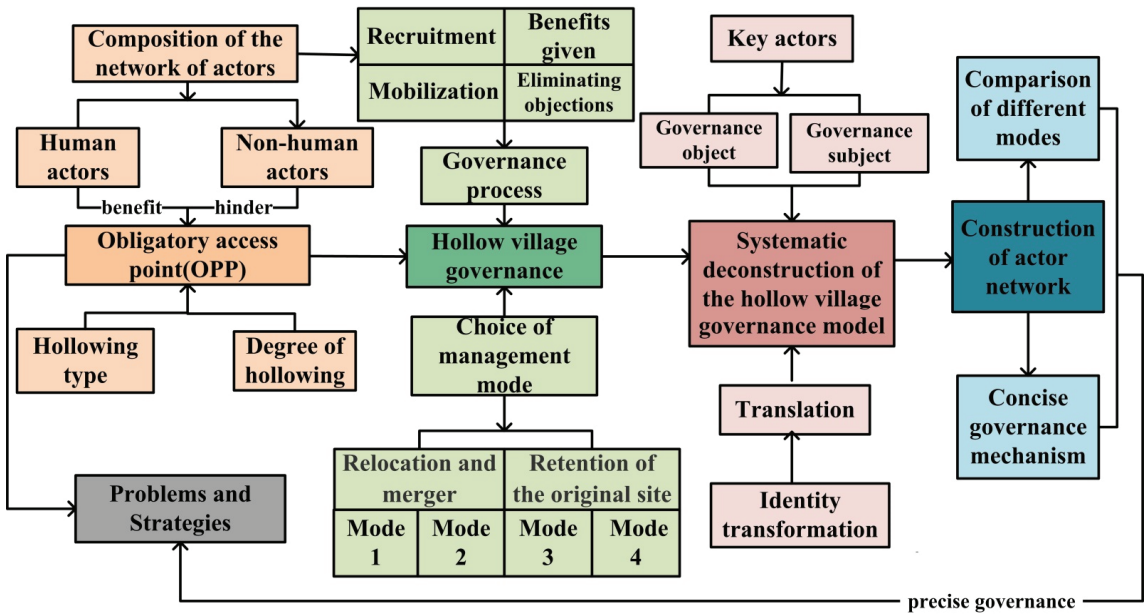 Composition of the
network of actors
Human
actors
Non-human
actors
benefit
hinder
Obligatory access
point(OPP)
Hollowing
type
Degree of
hollowing
Problems and
Strategies
Recruitment
Benefits
given
Mobilization
Eliminating
objections
Governance
process
Hollow village
governance
Choice of
management
mode
Relocation and
merger
Retention of
the original site
Mode
1
Mode
2
Mode
3
Mode
4
Key actors
Governance
object
Governance
subject
Systematic
deconstruction of
the hollow village
governance model
Translation
Identity
transformation
Comparison
of different
modes
Construction
of actor
network
Concise
governance
mechanism
precise governance